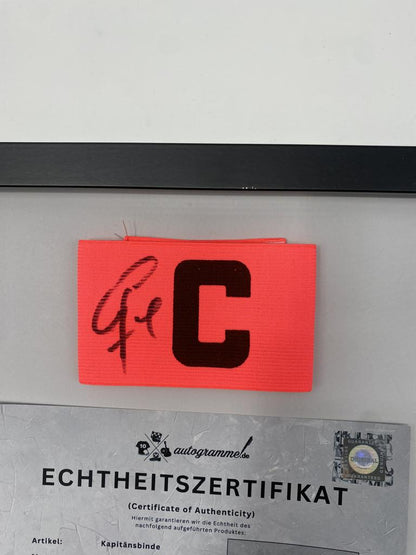 C
autogramme.de
ECHTHEITSZERTIFIKAT
(Certificate of Authenticity)
Hiermit garantieren wir die Echtheit des
nachfolgend aufgeführten Produktes:
Artikel: Kapitänsbinde